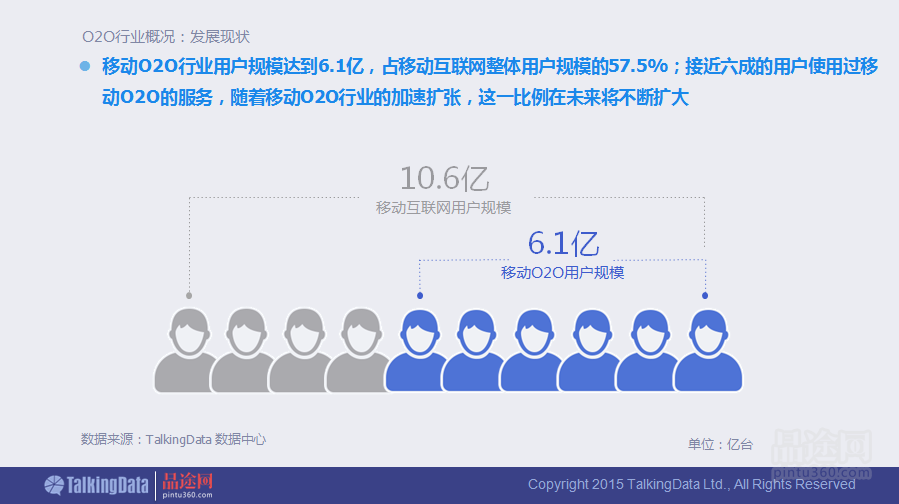 O2O行业概况：发展现状
移动O2O行业用户规模达到6.1亿，占移动互联网整体用户规模的57.5%；接近六成的用户使用过移
动O2O的服务，随着移动O2O行业的加速扩张，这一比例在未来将不断扩大
10.6亿
移动互联网用户规模
6.1亿
移动O2O用户规模
数据来源：TalkingData 数据中心
单位：亿台
品途网
pintu360.com
TalkingData
品途网
pintu360.com
Copyright 2015 TalkingData Ltd., All Rights Reserved